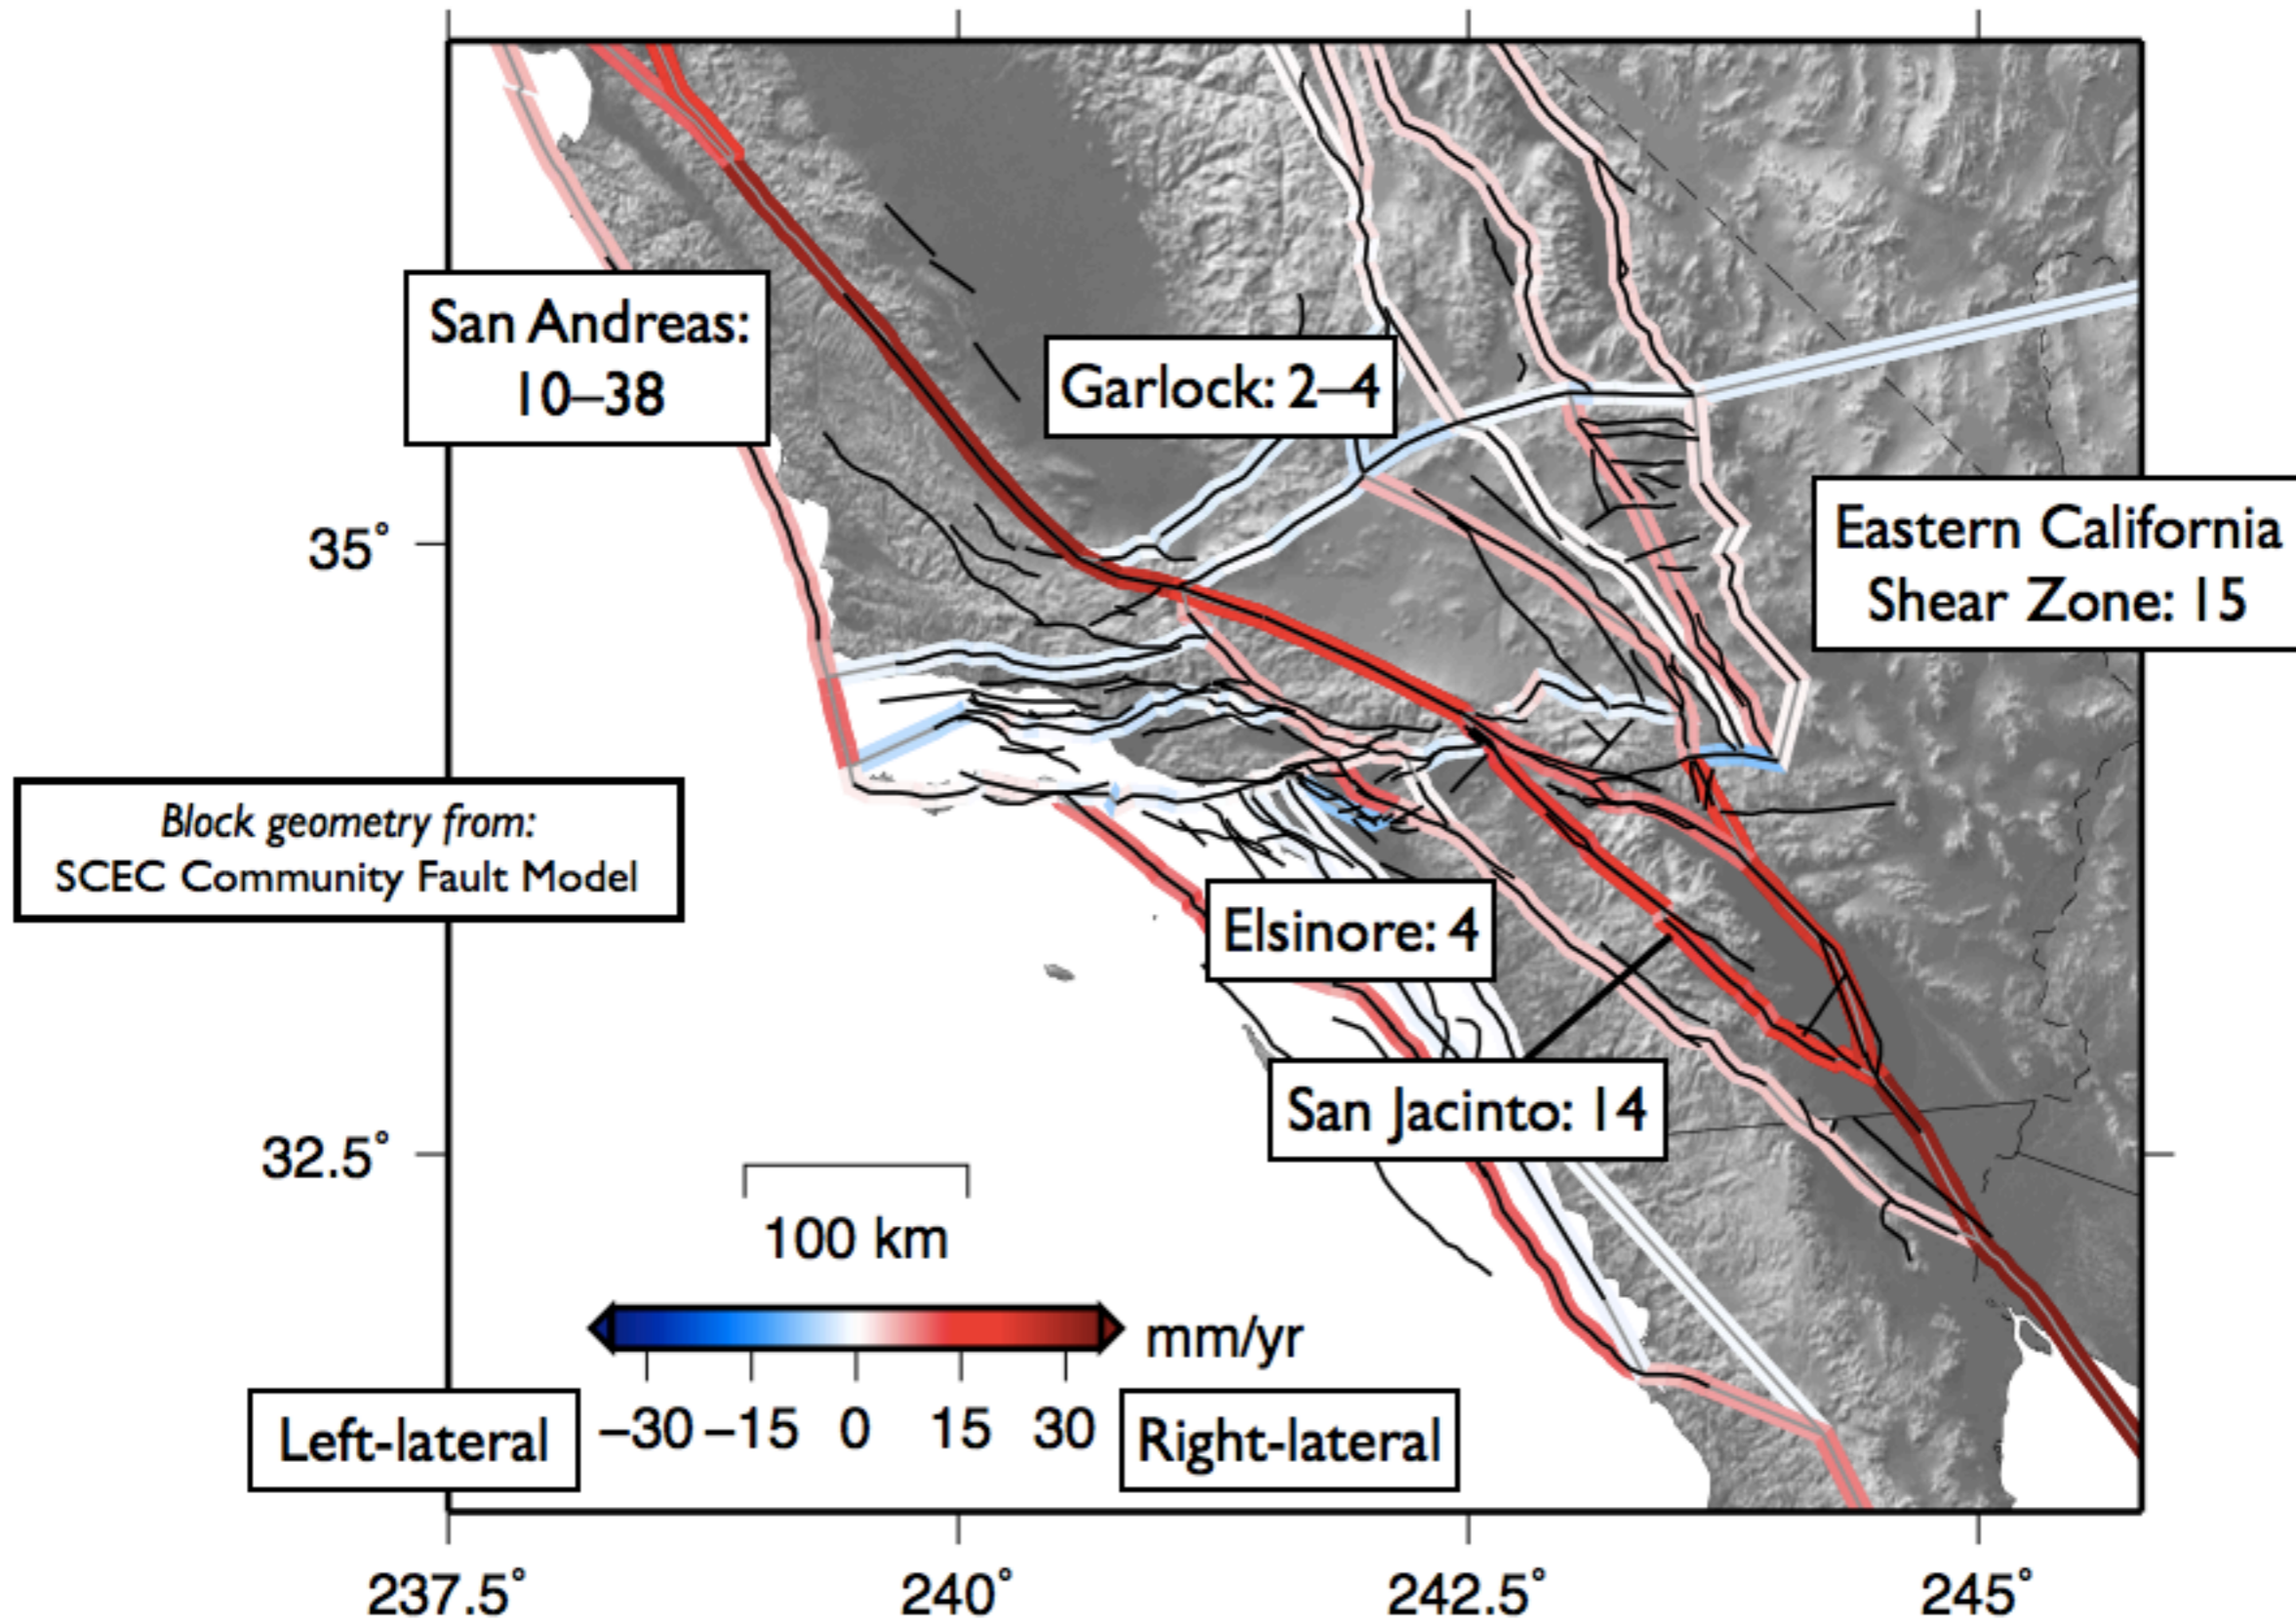 San Andreas:
10–38
Garlock: 2–4
35°
Eastern California
Shear Zone: 15
Block geometry from:
SCEC Community Fault Model
Elsinore: 4
San Jacinto: 14
32.5°
100 km
mm/yr
Left-lateral
–30 –15 0 15 30
Right-lateral
237.5° 240° 242.5° 245°